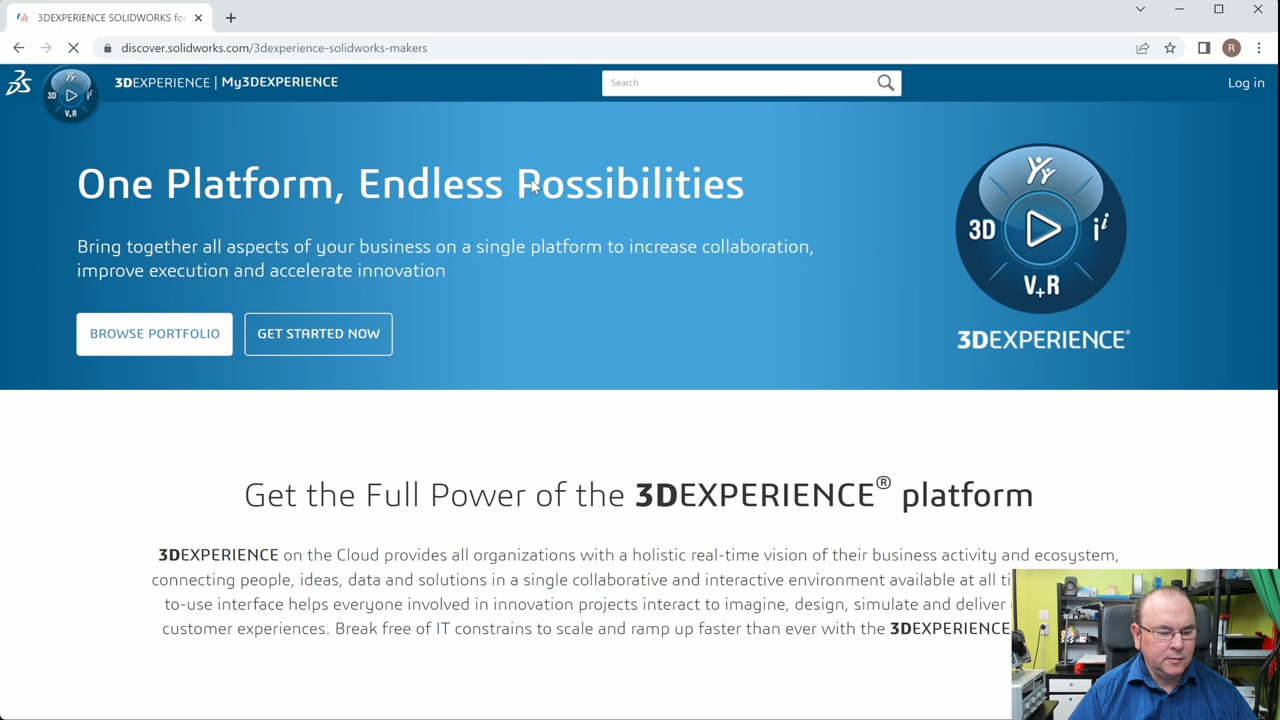 3DEXPERIENCE SOLIDWORKS for
discover.solidworks.com/3dexperience-solidworks-makers
R
3DEXPERIENCE | My3DEXPERIENCE
Search
Log in
3D
V+R
One Platform, Endless Possibilities
Bring together all aspects of your business on a single platform to increase collaboration,
improve execution and accelerate innovation
BROWSE PORTFOLIO
GET STARTED NOW
3D
V+R
3DEXPERIENCE®
Get the Full Power of the 3DEXPERIENCE® platform
3DEXPERIENCE on the Cloud provides all organizations with a holistic real-time vision of their business activity and ecosystem,
connecting people, ideas, data and solutions in a single collaborative and interactive environment available at all
to-use interface helps everyone involved in innovation projects interact to imagine, design, simulate and deliver
customer experiences. Break free of IT constrains to scale and ramp up faster than ever with the 3DEXPERIENCE